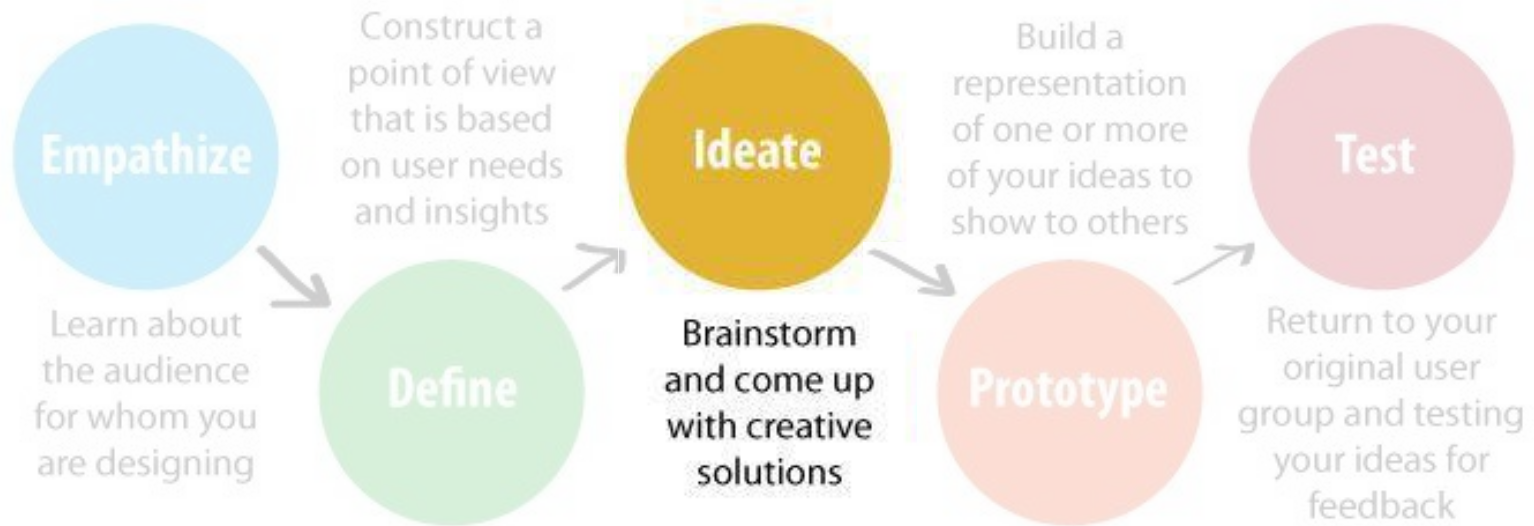 Empathize
Learn about
the audience
for whom you
are designing
Construct a
point of view
that is based
on user needs
and insights
Define
Ideate
Brainstorm
and come up
with creative
solutions
Build a
representation
of one or more
of your ideas to
show to others
Prototype
Test
Return to your
original user
group and testing
your ideas for
feedback